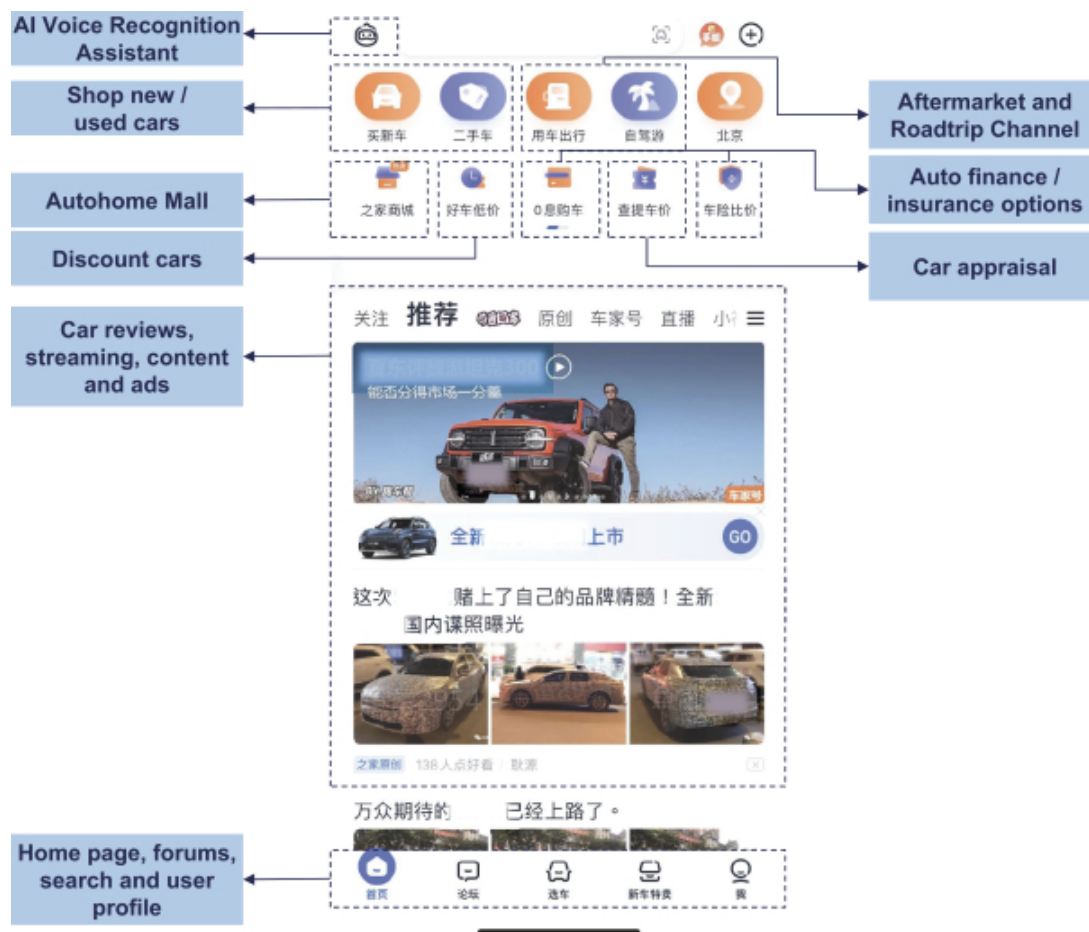 AI Voice Recognition
Assistant
Shop new /
used cars
Autohome Mall
Discount cars
Car reviews,
streaming, content
and ads
Home page, forums,
search and user
profile
Aftermarket and
Roadtrip Channel
Auto finance /
insurance options
Car appraisal
买新车 二手车 用车出行 自驾游 北京
之家商城 好车低价 0息购车 查提车价 车险比价
关注 推荐 原创 车家号 直播
300
能否分得市场一分羹
车家号
全新 上市 GO
这次 赌上了自己的品牌精髓！全新
国内谍照曝光
之家原创 138人点好看 / 耿源
万众期待的 已经上路了。
首页 论坛 选车 新车特卖 我